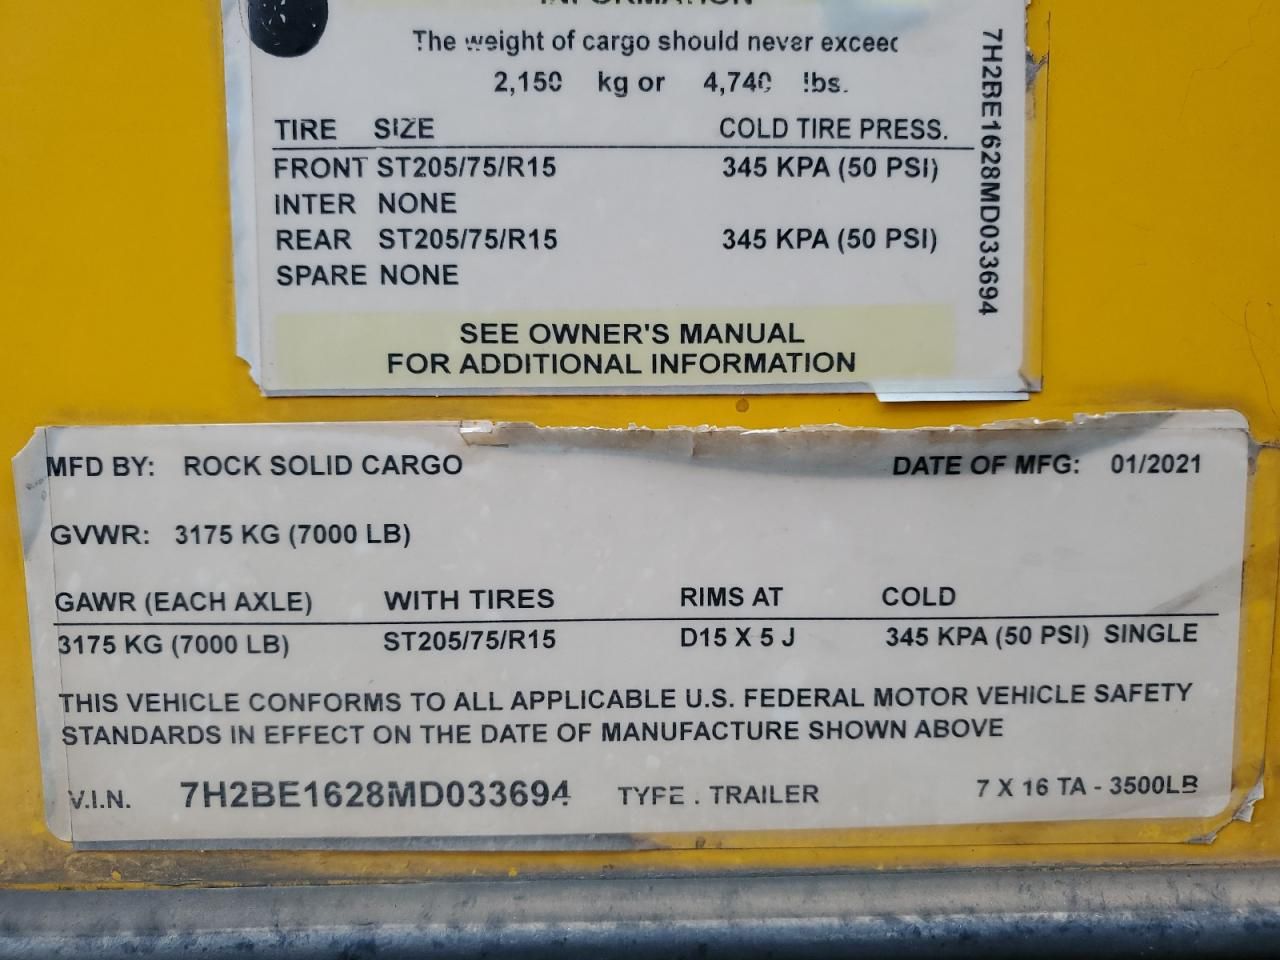 INFORMATION
The weight of cargo should never exceed
2,150 kg or 4,740 lbs.
TIRE SIZE COLD TIRE PRESS.
FRONT ST205/75/R15 345 KPA (50 PSI)
INTER NONE
REAR ST205/75/R15 345 KPA (50 PSI)
SPARE NONE
SEE OWNER'S MANUAL
FOR ADDITIONAL INFORMATION
7H2BE1628MD033694
MFD BY: ROCK SOLID CARGO DATE OF MFG: 01/2021
GVWR: 3175 KG (7000 LB)
GAWR (EACH AXLE) WITH TIRES RIMS AT COLD
3175 KG (7000 LB) ST205/75/R15 D15 X 5 J 345 KPA (50 PSI) SINGLE
THIS VEHICLE CONFORMS TO ALL APPLICABLE U.S. FEDERAL MOTOR VEHICLE SAFETY
STANDARDS IN EFFECT ON THE DATE OF MANUFACTURE SHOWN ABOVE
V.I.N. 7H2BE1628MD033694 TYPE : TRAILER 7 X 16 TA - 3500LB